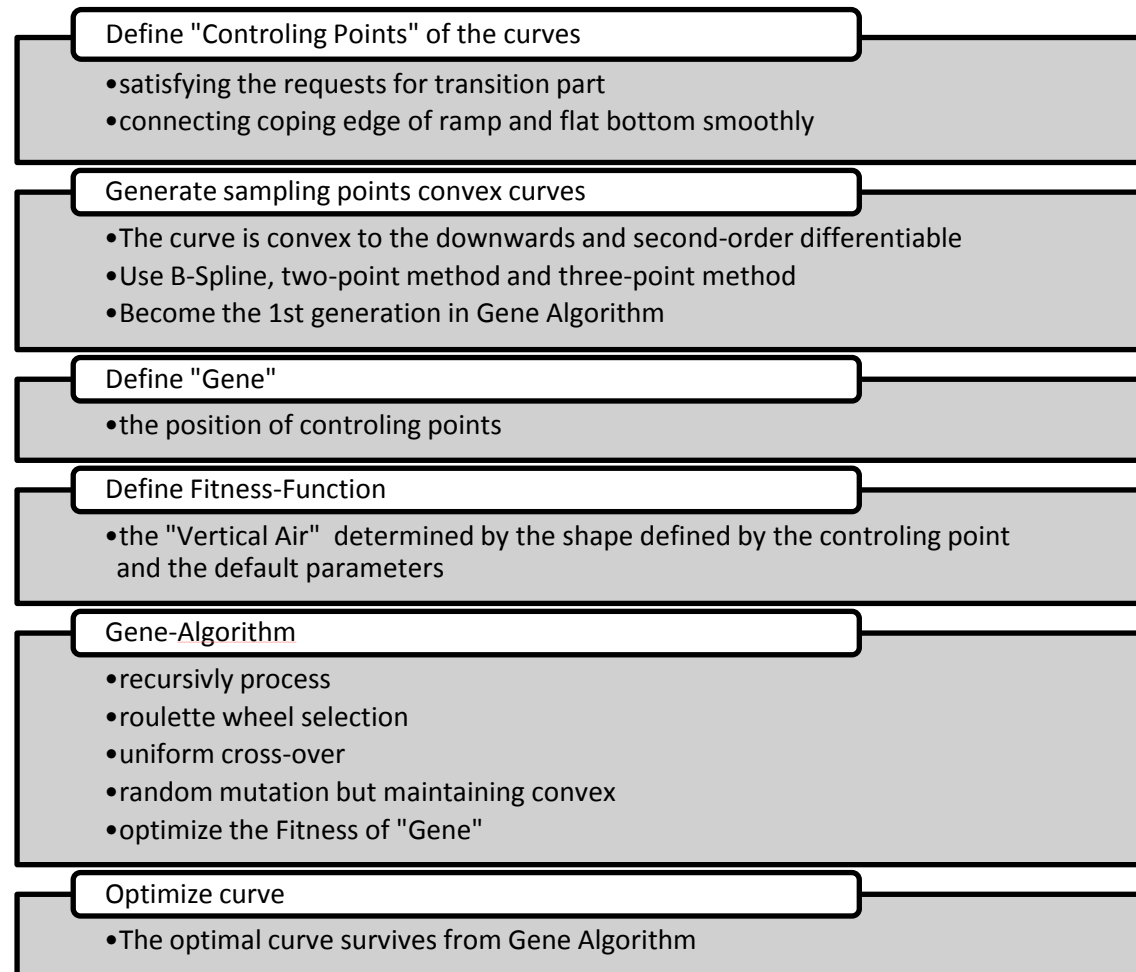 Define "Controling Points" of the curves
•satisfying the requests for transition part
•connecting coping edge of ramp and flat bottom smoothly
Generate sampling points convex curves
•The curve is convex to the downwards and second-order differentiable
•Use B-Spline, two-point method and three-point method
•Become the 1st generation in Gene Algorithm
Define "Gene"
•the position of controling points
Define Fitness-Function
•the "Vertical Air"  determined by the shape defined by the controling point
and the default parameters
Gene-Algorithm
•recursivly process
•roulette wheel selection
•uniform cross-over
•random mutation but maintaining convex
•optimize the Fitness of "Gene"
Optimize curve
•The optimal curve survives from Gene Algorithm